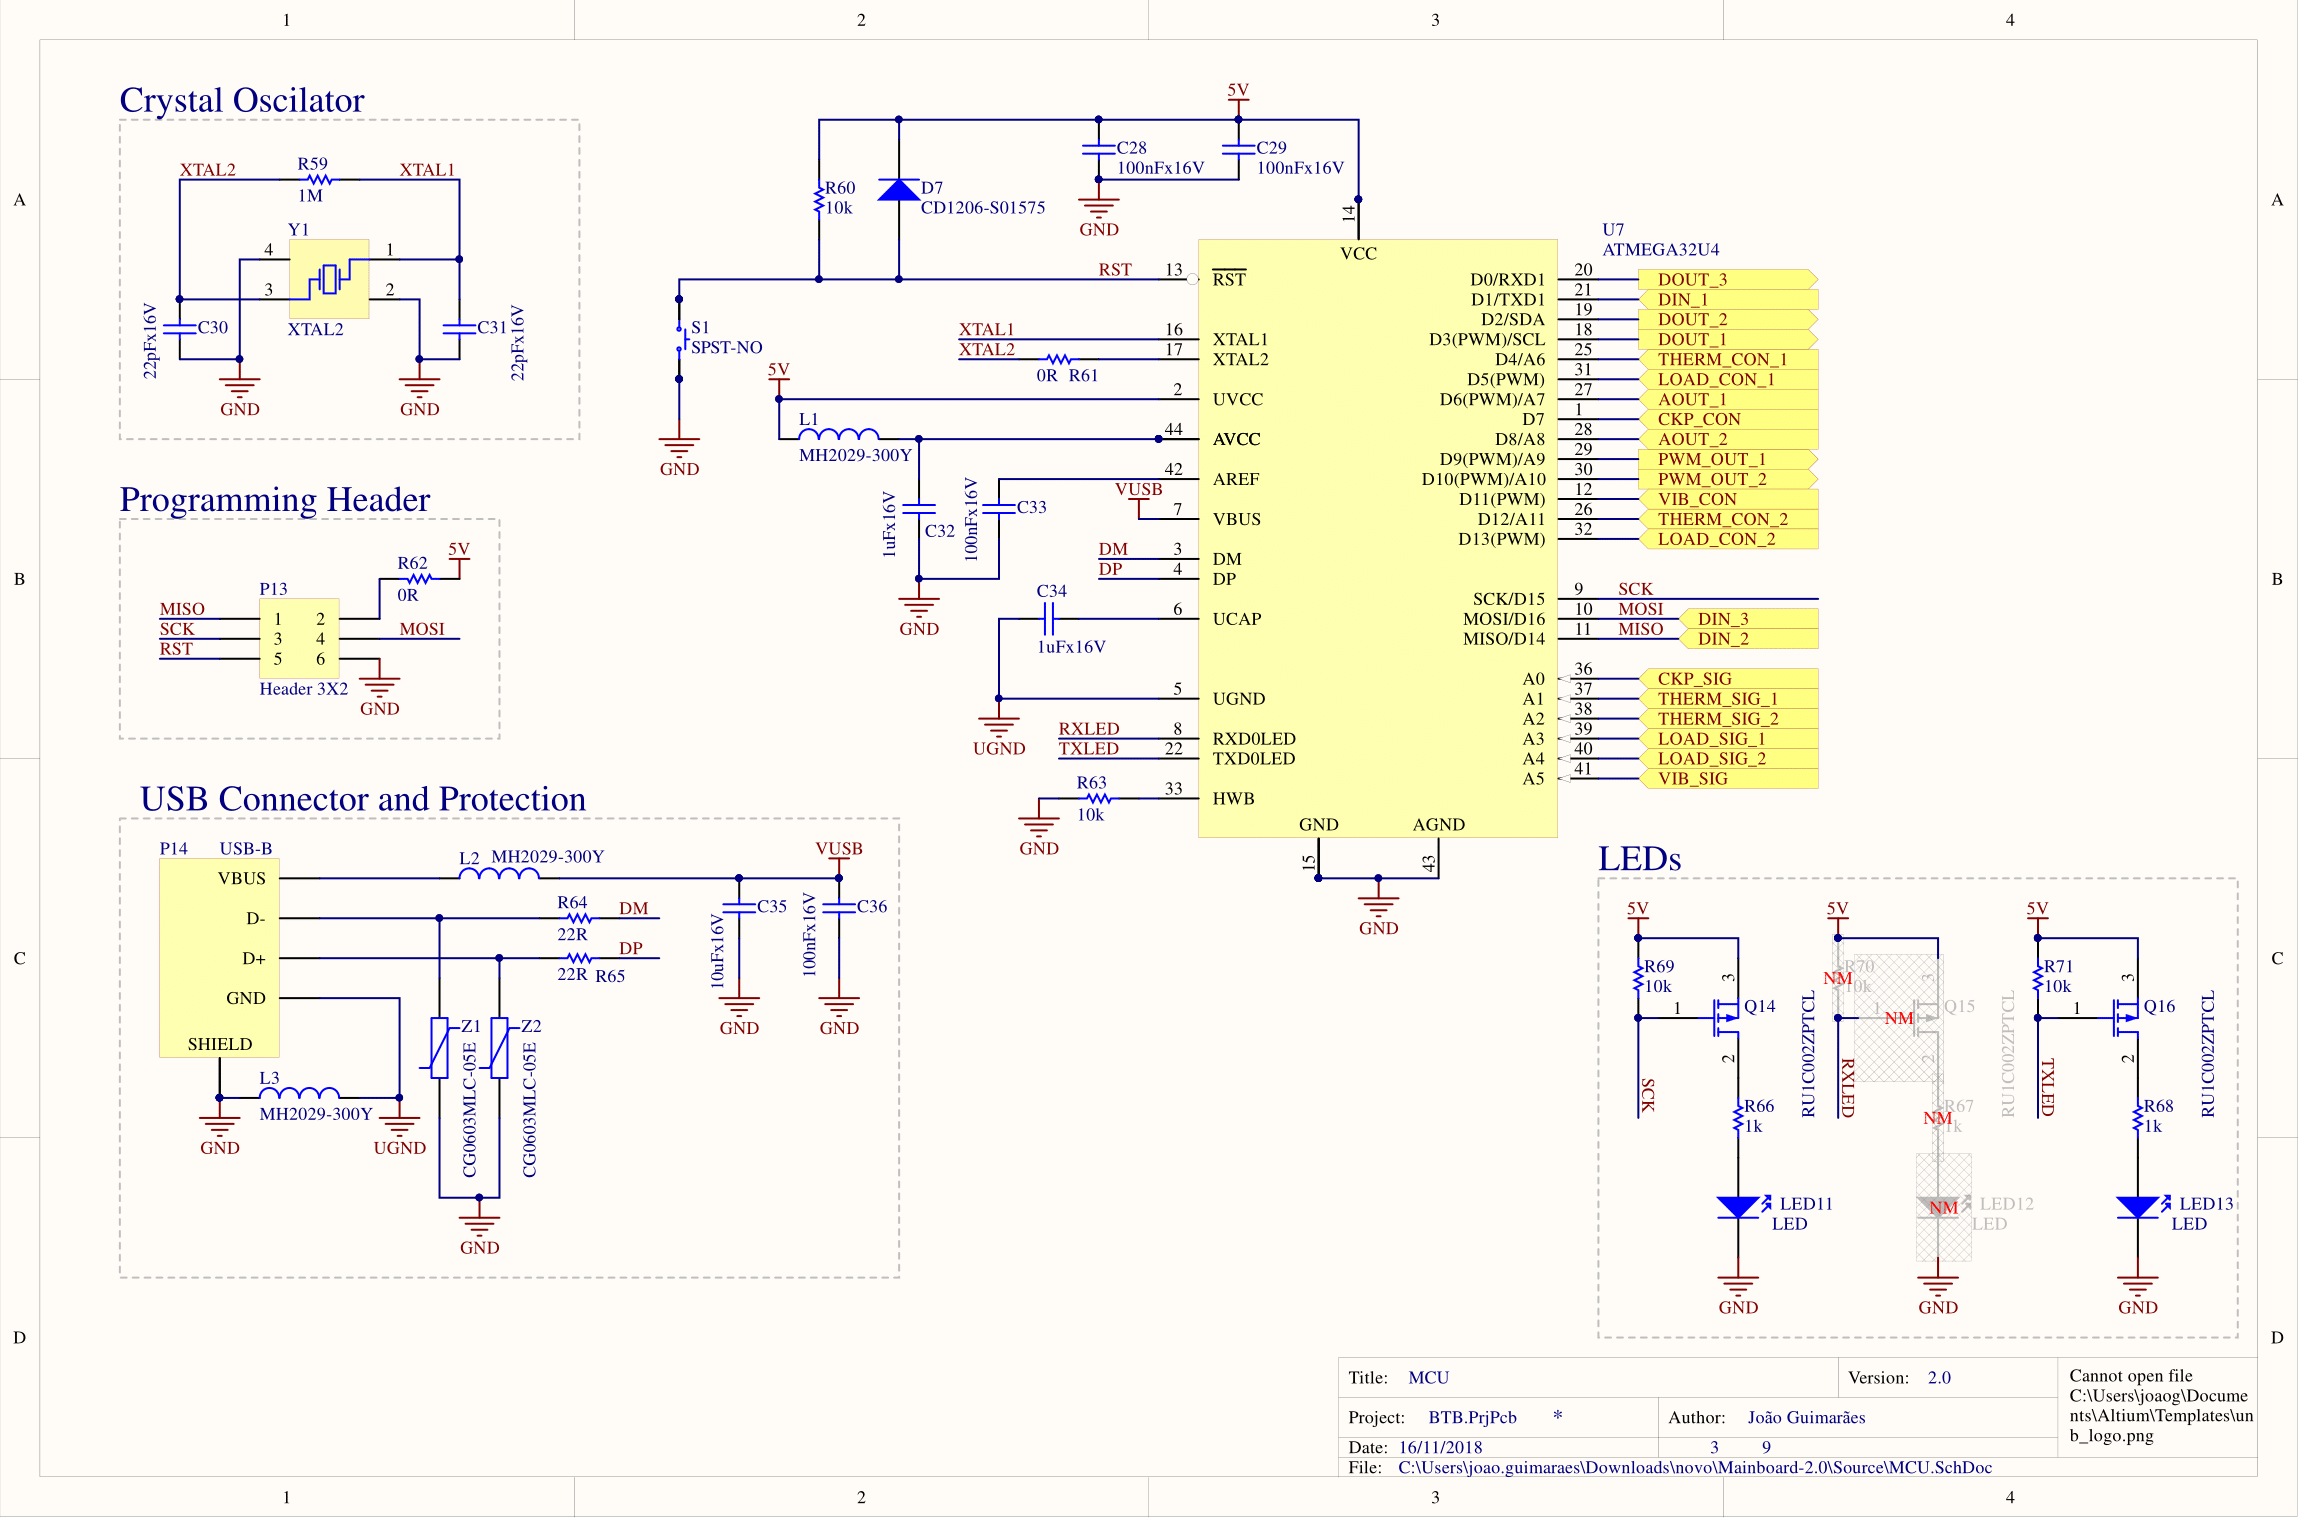 1 2 3 4
A
B
C
D
A
B
C
D
1 2 3 4
Crystal Oscilator
XTAL2
R59
1M
XTAL1
Y1
4
3
1
2
XTAL2
C30
22pFx16V
C31
22pFx16V
GND
GND
Programming Header
5V
R62
0R
P13
MISO
SCK
RST
1 2
3 4
5 6
MOSI
Header 3X2
GND
USB Connector and Protection
P14 USB-B
VBUS
D-
D+
GND
SHIELD
L2 MH2029-300Y
VUSB
R64
22R
DM
DP
22R R65
C35
10uFx16V
C36
100nFx16V
GND
GND
L3
MH2029-300Y
GND
UGND
Z1
CG0603MLC-05E
Z2
CG0603MLC-05E
GND
5V
C28
100nFx16V
C29
100nFx16V
GND
R60
10k
D7
CD1206-S01575
RST
S1
SPST-NO
GND
XTAL1
XTAL2
0R R61
5V
L1
MH2029-300Y
1uFx16V
C32
100nFx16V
C33
GND
VUSB
DM
DP
C34
1uFx16V
UGND
RXLED
TXLED
R63
10k
GND
U7
ATMEGA32U4
14
VCC
13 RST
16 XTAL1
17 XTAL2
2 UVCC
44 AVCC
42 AREF
7 VBUS
3 DM
4 DP
6 UCAP
5 UGND
8 RXD0LED
22 TXD0LED
33 HWB
GND AGND
15 43
GND
D0/RXD1 20 DOUT_3
D1/TXD1 21 DIN_1
D2/SDA 19 DOUT_2
D3(PWM)/SCL 18 DOUT_1
D4/A6 25 THERM_CON_1
D5(PWM) 31 LOAD_CON_1
D6(PWM)/A7 27 AOUT_1
D7 1 CKP_CON
D8/A8 28 AOUT_2
D9(PWM)/A9 29 PWM_OUT_1
D10(PWM)/A10 30 PWM_OUT_2
D11(PWM) 12 VIB_CON
D12/A11 26 THERM_CON_2
D13(PWM) 32 LOAD_CON_2
SCK/D15 9 SCK
MOSI/D16 10 MOSI DIN_3
MISO/D14 11 MISO DIN_2
A0 36 CKP_SIG
A1 37 THERM_SIG_1
A2 38 THERM_SIG_2
A3 39 LOAD_SIG_1
A4 40 LOAD_SIG_2
A5 41 VIB_SIG
LEDs
5V
R69
10k
1
3
2
Q14
RU1C002ZPTCL
SCK
R66
1k
LED11
LED
GND
5V
R70
10k
NM
1
3
2
NM
Q15
RU1C002ZPTCL
RXLED
R67
1k
NM
LED12
LED
NM
GND
5V
R71
10k
1
3
2
Q16
RU1C002ZPTCL
TXLED
R68
1k
LED13
LED
GND
Title: MCU
Version: 2.0
Project: BTB.PrjPcb *
Author: João Guimarães
Date: 16/11/2018
3 9
File: C:\Users\joao.guimaraes\Downloads\novo\Mainboard-2.0\Source\MCU.SchDoc
Cannot open file
C:\Users\joaog\Docume
nts\Altium\Templates\un
b_logo.png